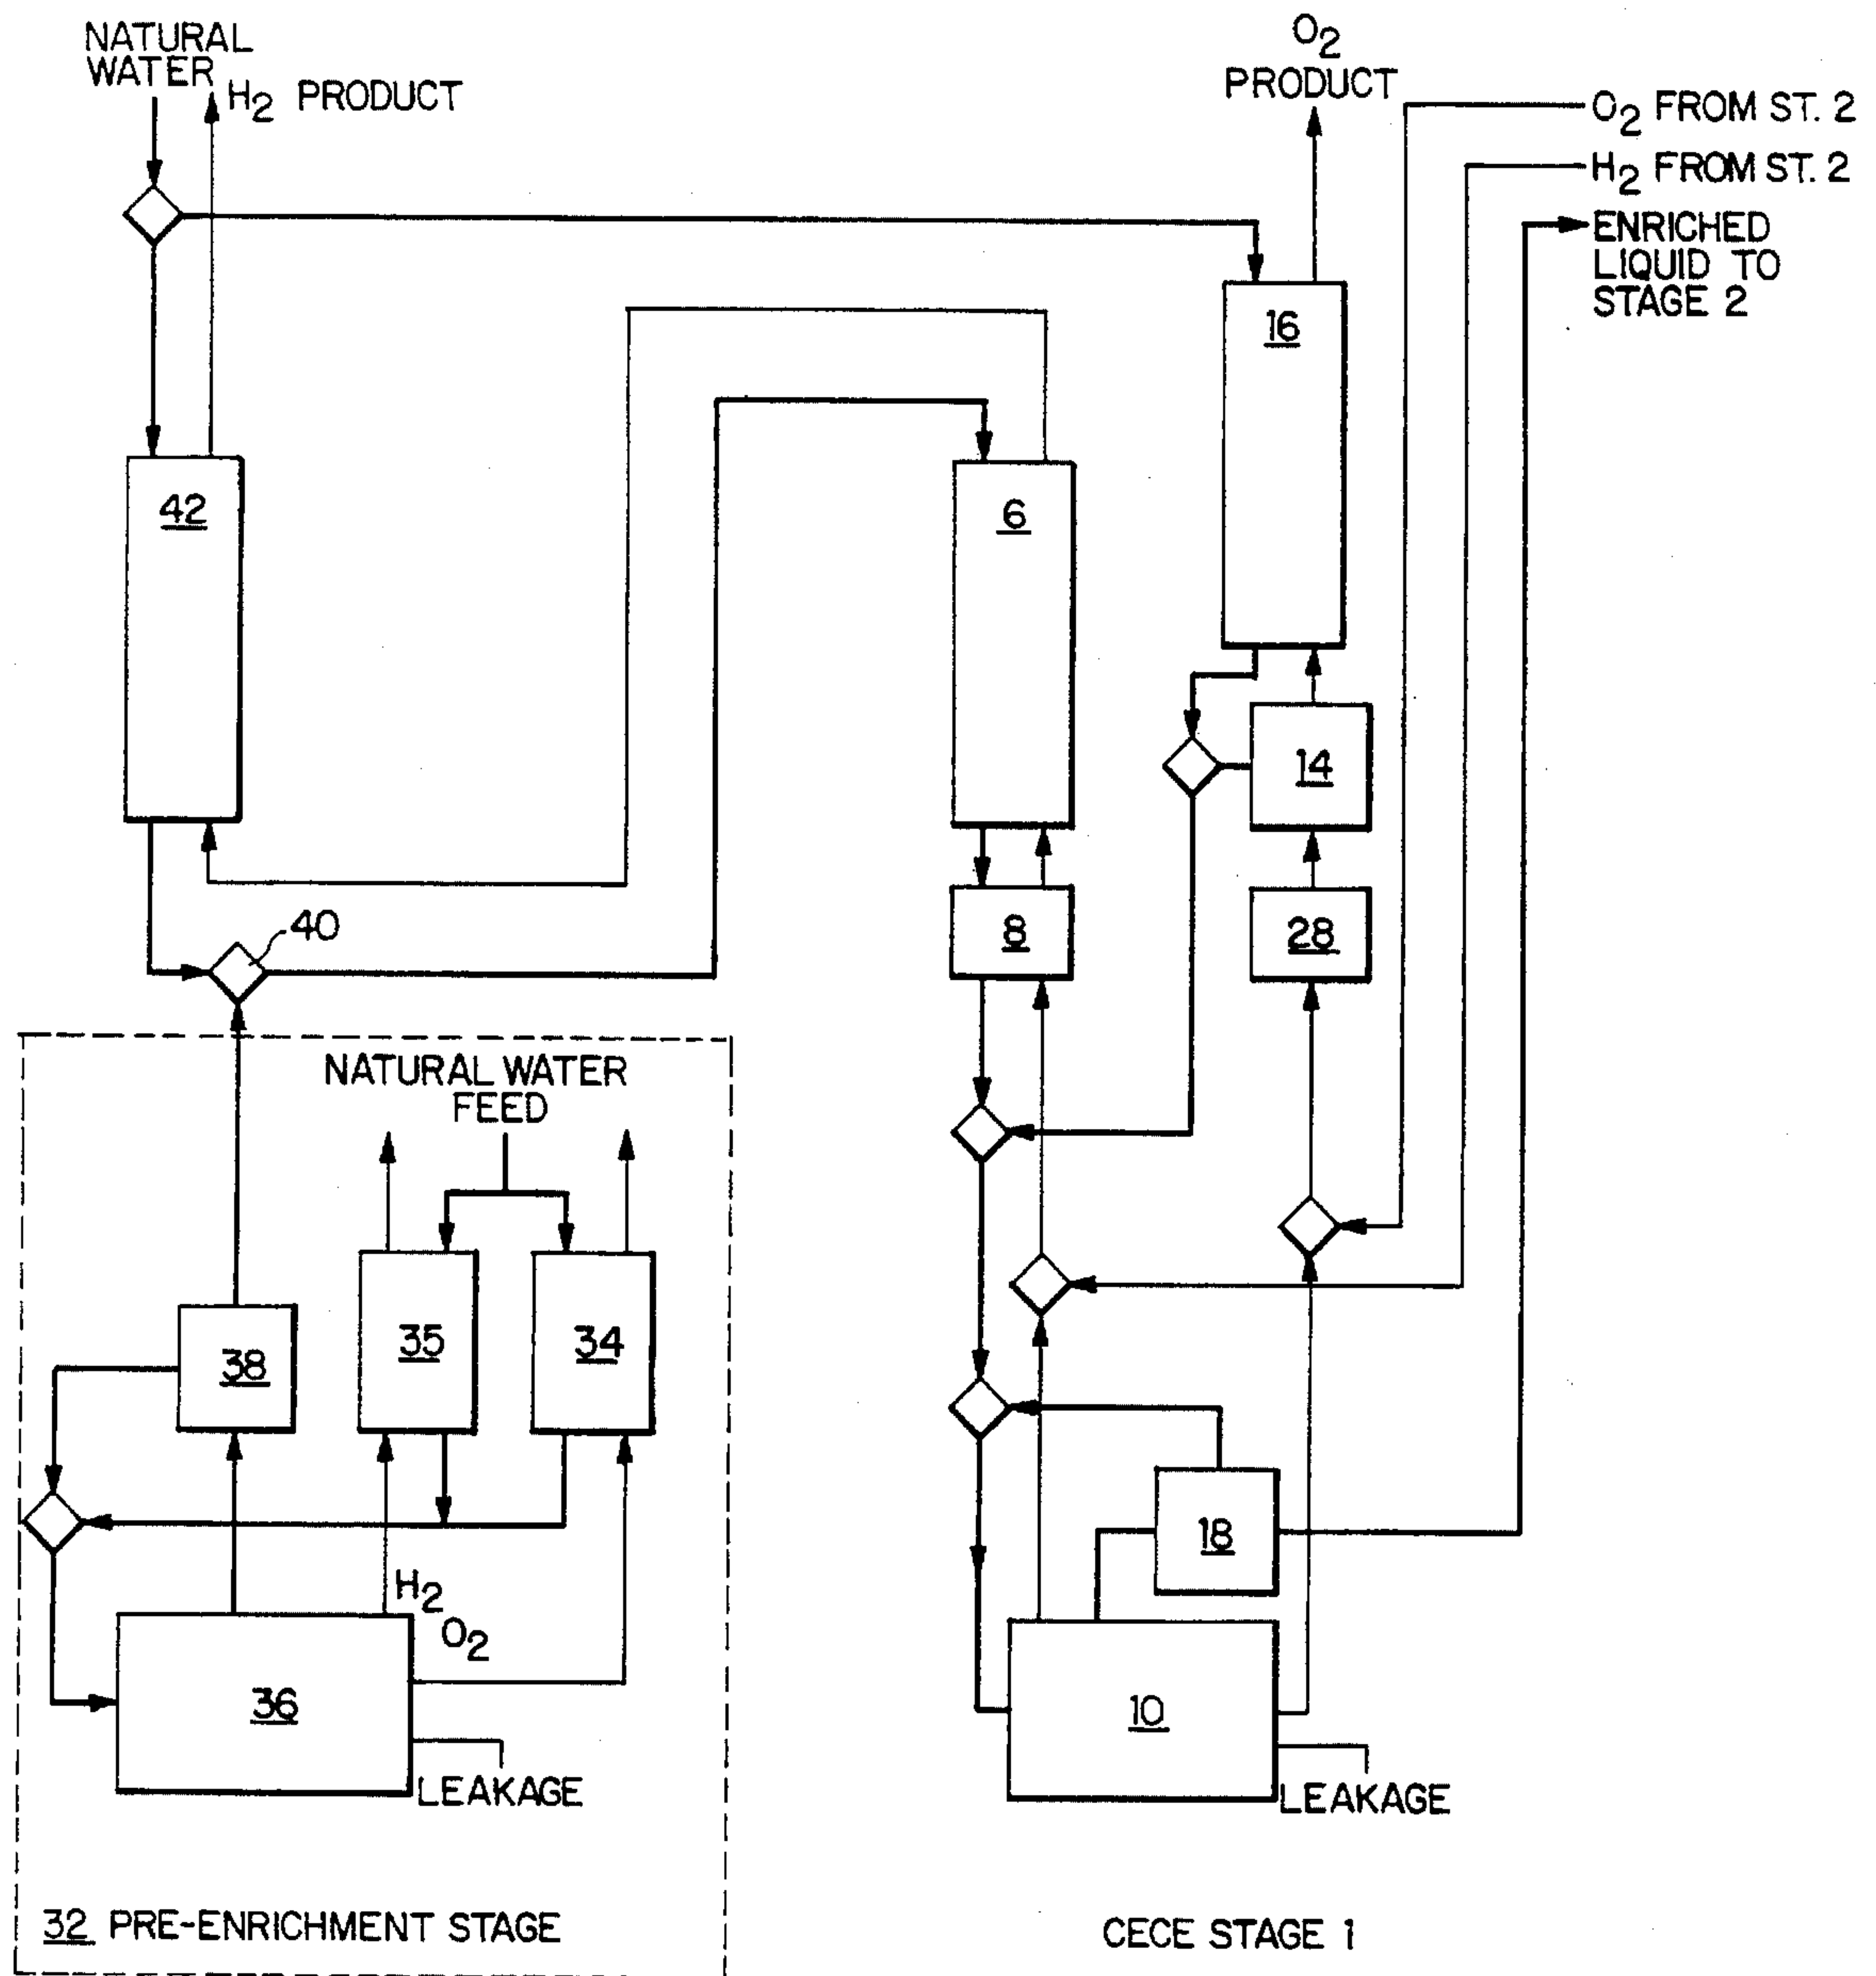 NATURAL
WATER
H2 PRODUCT
O2
PRODUCT
O2 FROM ST. 2
H2 FROM ST. 2
ENRICHED
LIQUID TO
STAGE 2
16
42
6
14
8
28
40
NATURAL WATER
FEED
38
35
34
18
H2
O2
36
10
LEAKAGE
LEAKAGE
32 PRE-ENRICHMENT STAGE
CECE STAGE 1